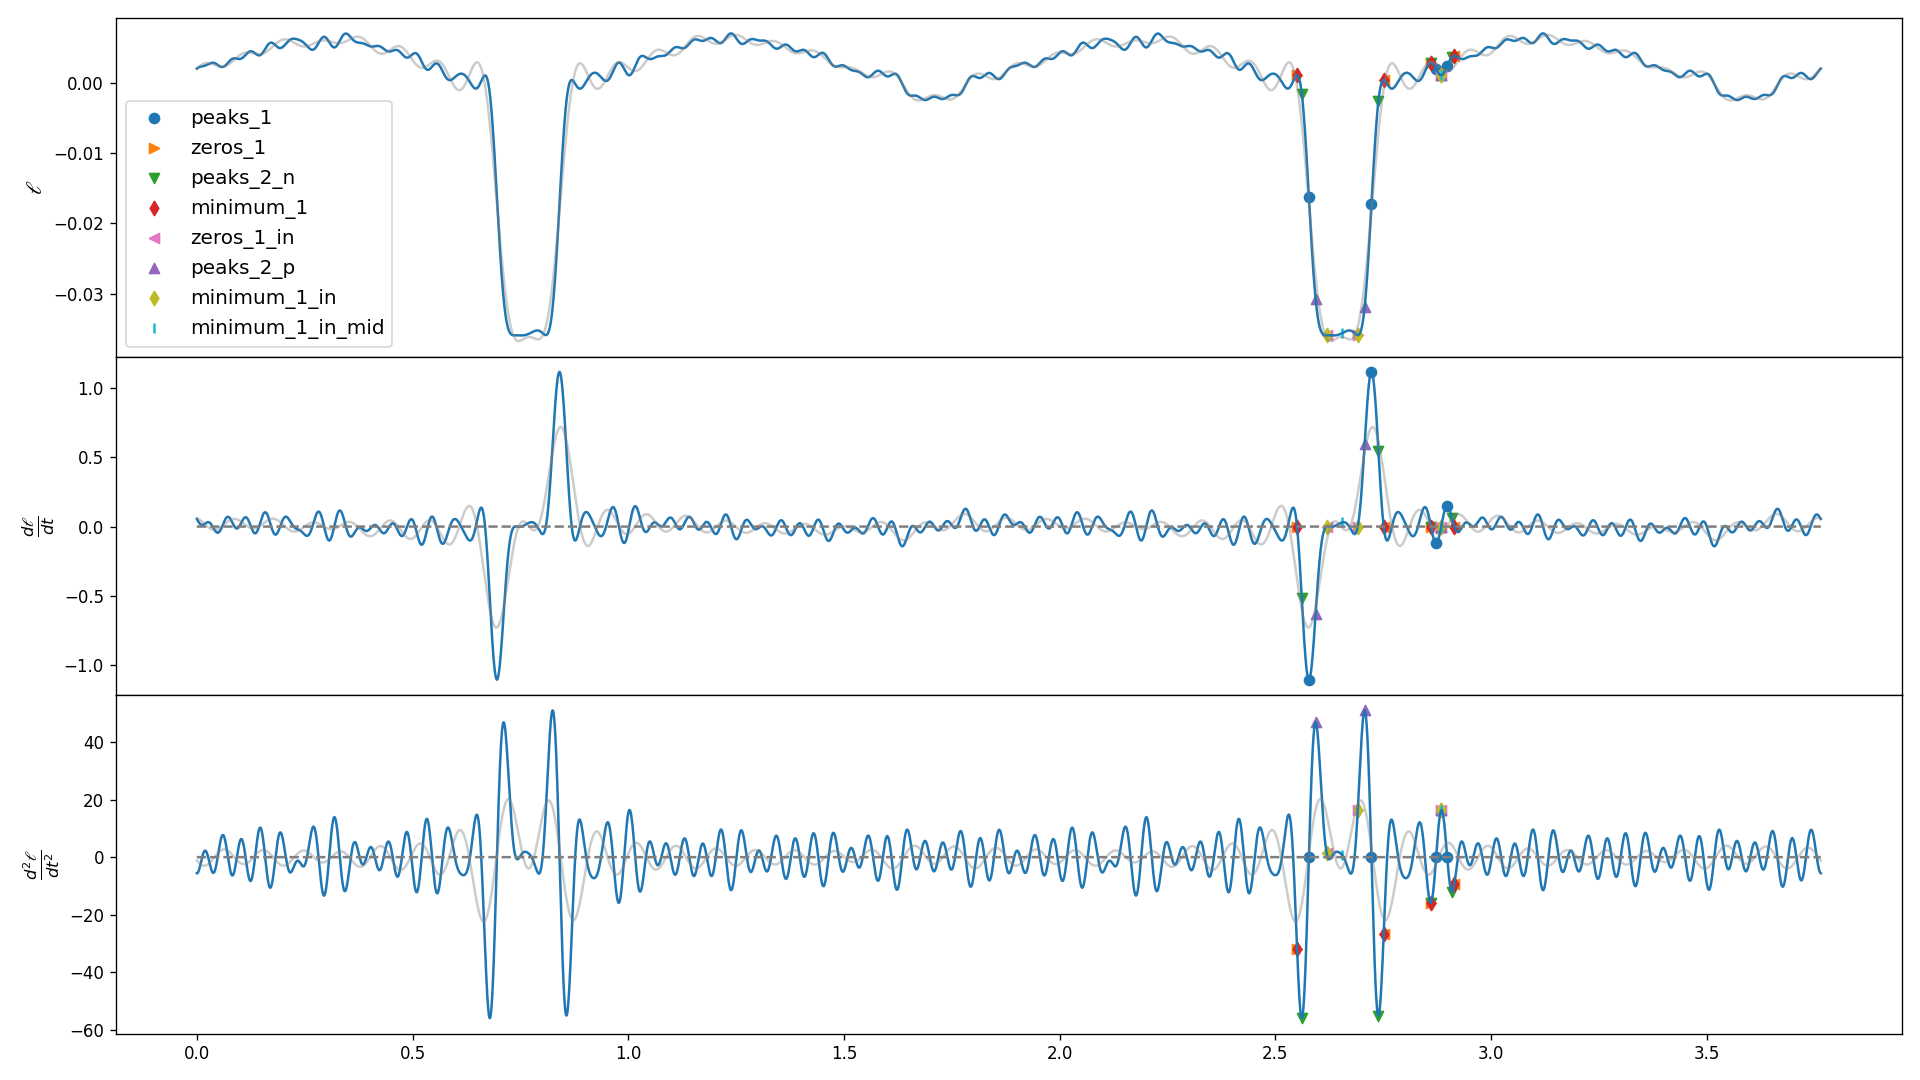 0.00
−0.01
−0.02
−0.03
ℓ
peaks_1
zeros_1
peaks_2_n
minimum_1
zeros_1_in
peaks_2_p
minimum_1_in
minimum_1_in_mid
1.0
0.5
0.0
−0.5
−1.0
dℓ
dt
40
20
0
−20
−40
−60
d²ℓ
dt²
0.0 0.5 1.0 1.5 2.0 2.5 3.0 3.5